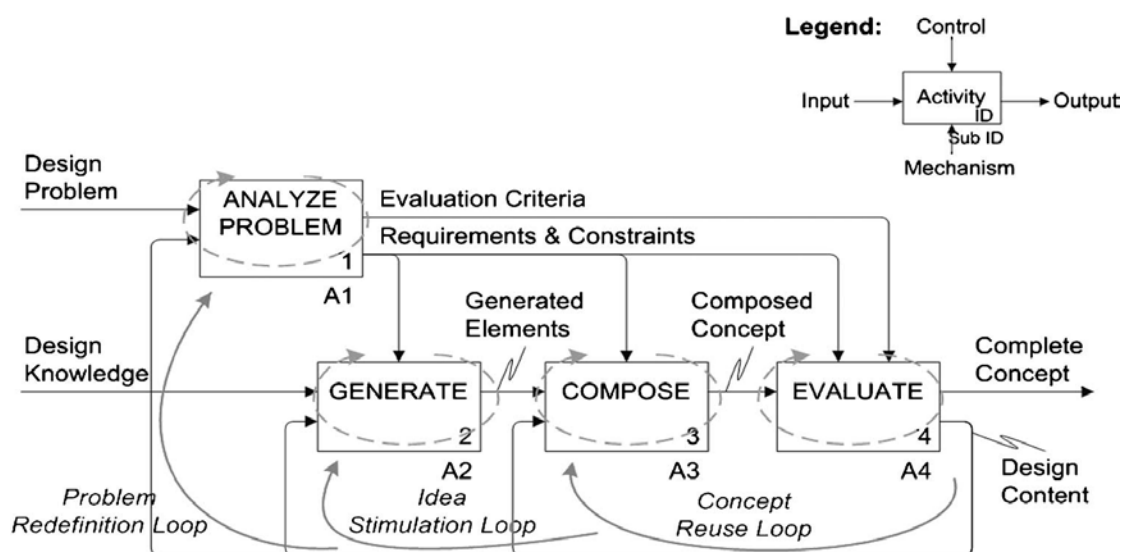 Legend:
Control
Input
Activity
ID
Output
Sub ID
Mechanism
Design
Problem
ANALYZE
PROBLEM
1
A1
Evaluation Criteria
Requirements & Constraints
Design
Knowledge
Generated
Elements
Composed
Concept
Complete
Concept
GENERATE
2
A2
COMPOSE
3
A3
EVALUATE
4
A4
Problem
Redefinition Loop
Idea
Stimulation Loop
Concept
Reuse Loop
Design
Content